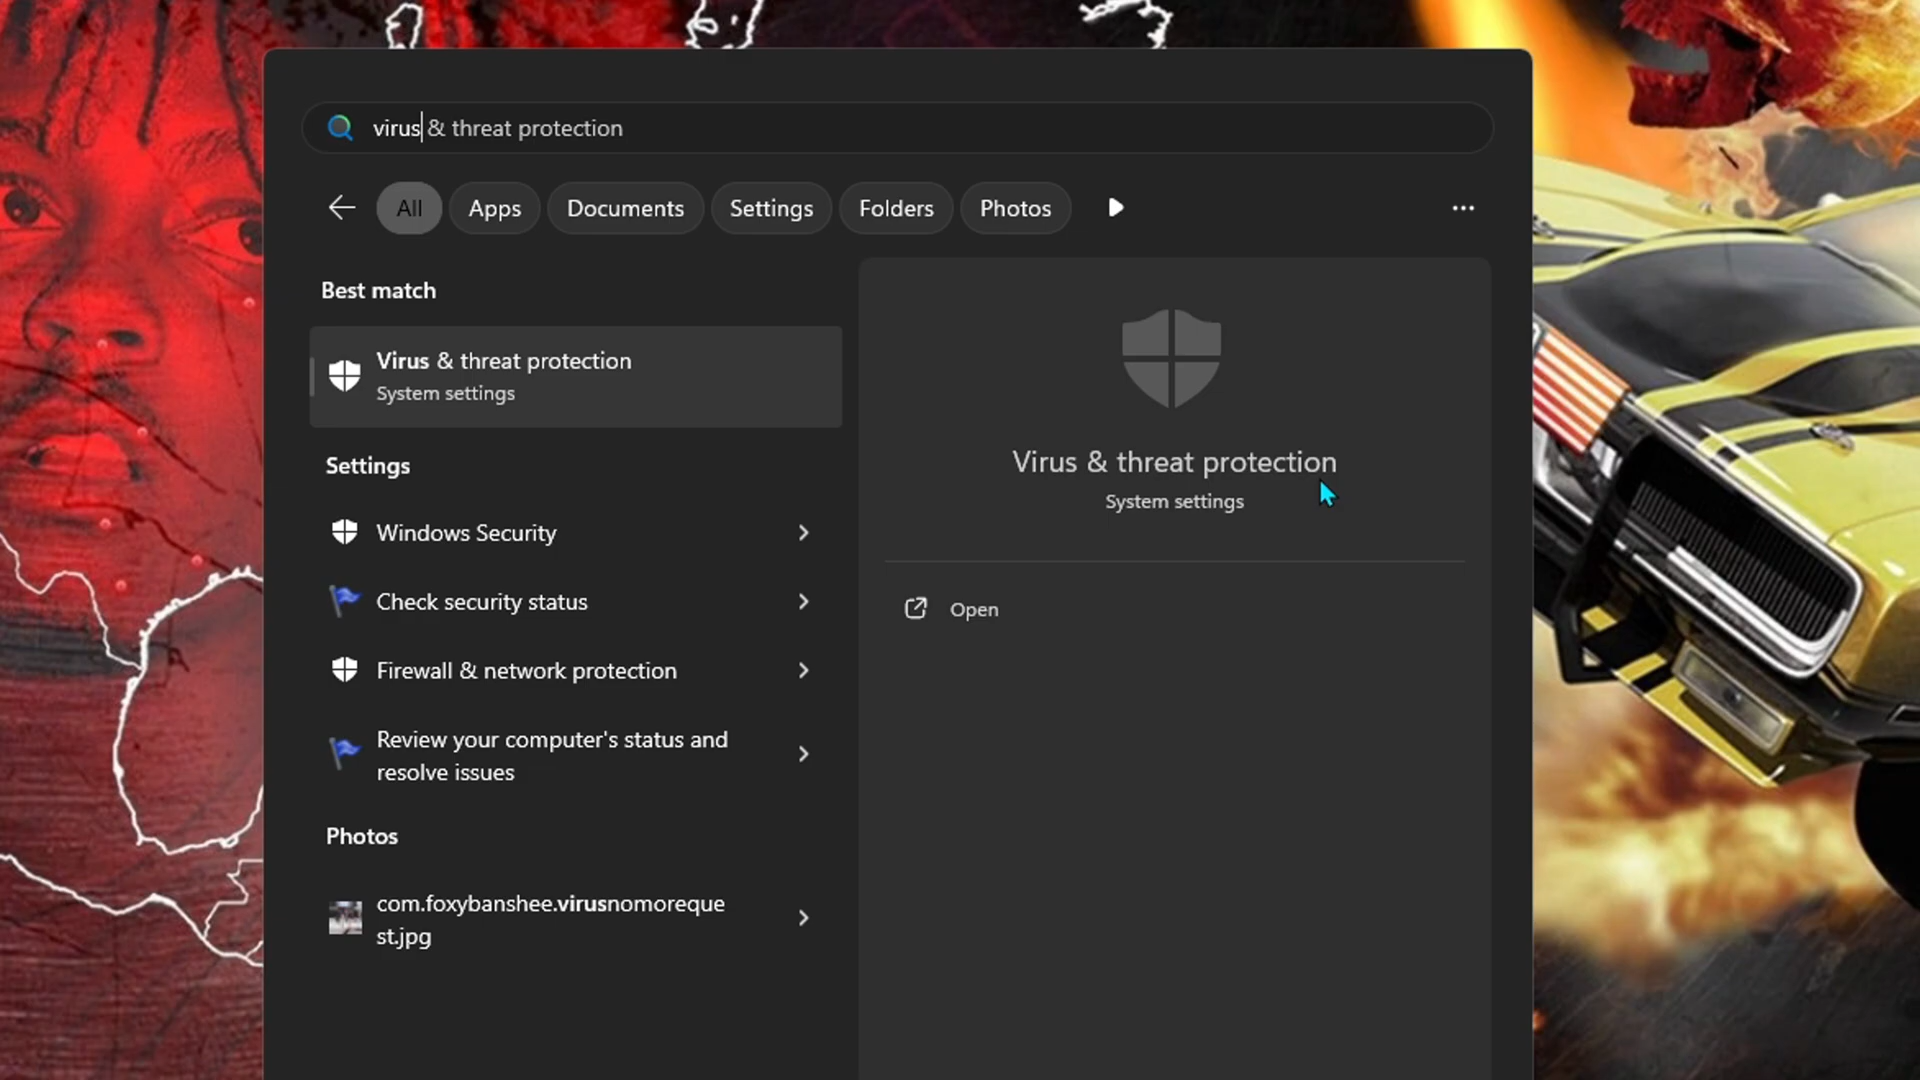 virus & threat protection
All
Apps
Documents
Settings
Folders
Photos
Best match
Virus & threat protection
System settings
Settings
Windows Security
Check security status
Firewall & network protection
Review your computer's status and
resolve issues
Photos
com.foxybanshee.virusnomoreque
st.jpg
Virus & threat protection
System settings
Open